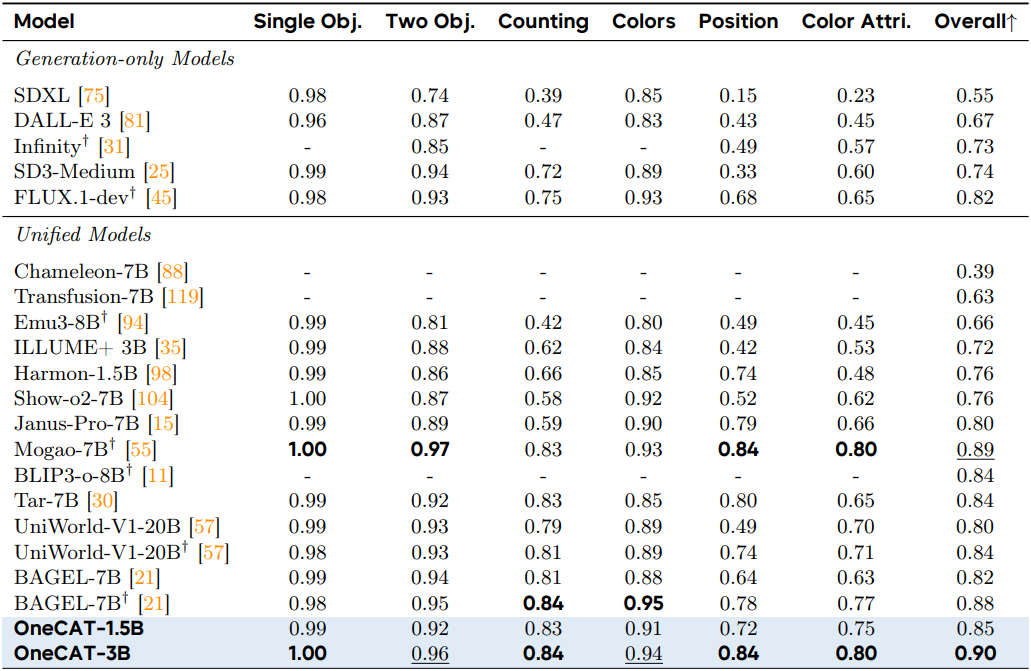 Model Single Obj. Two Obj. Counting Colors Position Color Attri. Overall↑
Generation-only Models
SDXL [75] 0.98 0.74 0.39 0.85 0.15 0.23 0.55
DALL-E 3 [81] 0.96 0.87 0.47 0.83 0.43 0.45 0.67
Infinity† [31] - 0.85 - - 0.49 0.57 0.73
SD3-Medium [25] 0.99 0.94 0.72 0.89 0.33 0.60 0.74
FLUX.1-dev† [45] 0.98 0.93 0.75 0.93 0.68 0.65 0.82
Unified Models
Chameleon-7B [88] - - - - - - 0.39
Transfusion-7B [119] - - - - - - 0.63
Emu3-8B† [94] 0.99 0.81 0.42 0.80 0.49 0.45 0.66
ILLUME+ 3B [35] 0.99 0.88 0.62 0.84 0.42 0.53 0.72
Harmon-1.5B [98] 0.99 0.86 0.66 0.85 0.74 0.48 0.76
Show-o2-7B [104] 1.00 0.87 0.58 0.92 0.52 0.62 0.76
Janus-Pro-7B [15] 0.99 0.89 0.59 0.90 0.79 0.66 0.80
Mogao-7B† [55] 1.00 0.97 0.83 0.93 0.84 0.80 0.89
BLIP3-o-8B† [11] - - - - - - 0.84
Tar-7B [30] 0.99 0.92 0.83 0.85 0.80 0.65 0.84
UniWorld-V1-20B [57] 0.99 0.93 0.79 0.89 0.49 0.70 0.80
UniWorld-V1-20B† [57] 0.98 0.93 0.81 0.89 0.74 0.71 0.84
BAGEL-7B [21] 0.99 0.94 0.81 0.88 0.64 0.63 0.82
BAGEL-7B† [21] 0.98 0.95 0.84 0.95 0.78 0.77 0.88
OneCAT-1.5B 0.99 0.92 0.83 0.91 0.72 0.75 0.85
OneCAT-3B 1.00 0.96 0.84 0.94 0.84 0.80 0.90